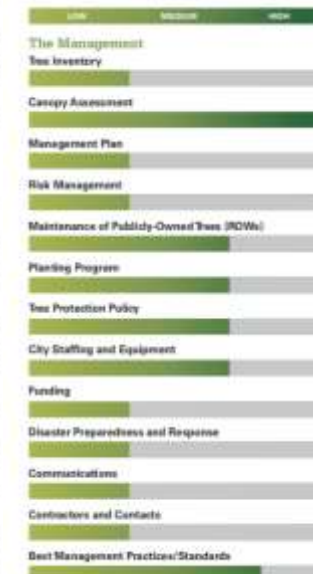 LOW MEDIUM HIGH
The Management
Tree Inventory
Canopy Assessment
Management Plan
Risk Management
Maintenance of Publicly-Owned Trees (ROWs)
Planting Program
Tree Protection Policy
City Staffing and Equipment
Funding
Disaster Preparedness and Response
Communications
Contractors and Contacts
Best Management Practices/Standards